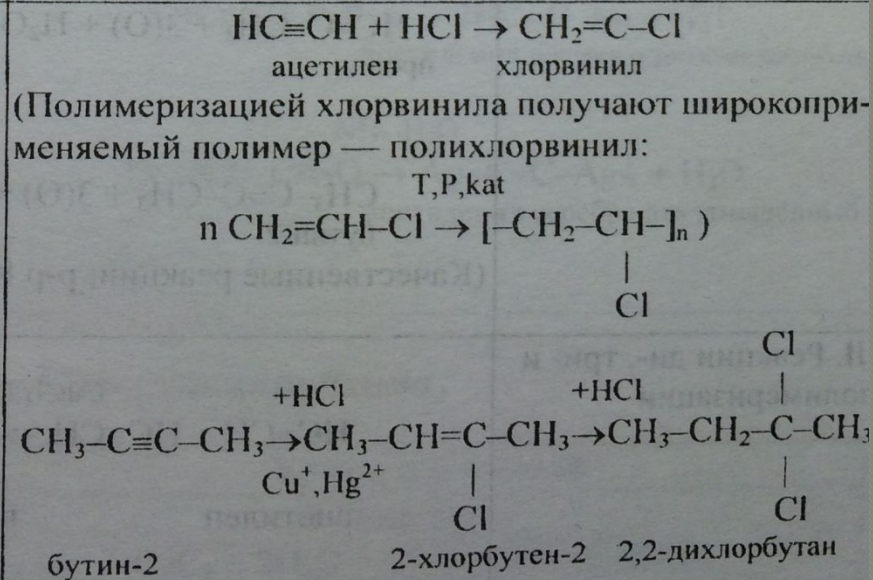 HC≡CH + HCl → CH₂=C–Cl
ацетилен хлорвинил
(Полимеризацией хлорвинила получают широкопри-
меняемый полимер — полихлорвинил:
T,P,kat
n CH₂=CH–Cl → [–CH₂–CH–]ₙ )
|
Cl
Cl
+HCl +HCl |
CH₃–C≡C–CH₃→CH₃–CH=C–CH₃→CH₃–CH₂–C–CH₃
Cu⁺,Hg²⁺ | |
Cl Cl
бутин-2 2-хлорбутен-2 2,2-дихлорбутан